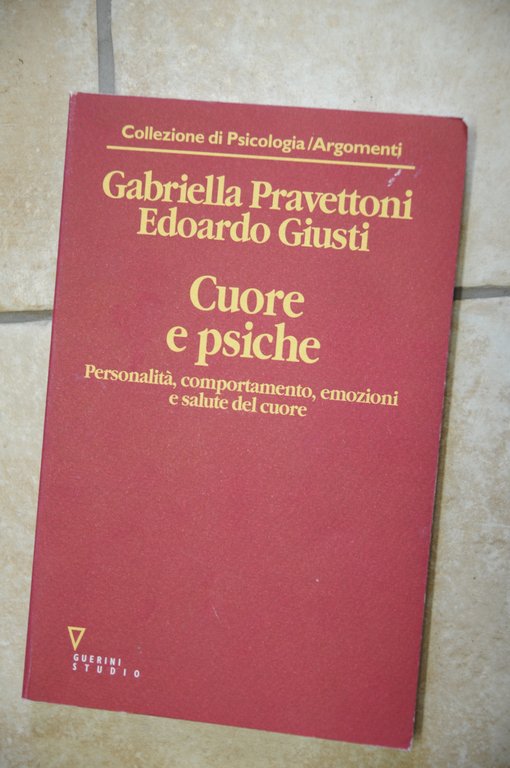 Collezione di Psicologia/Argomenti
Gabriella Pravettoni
Edoardo Giusti
Cuore
e psiche
Personalità, comportamento, emozioni
e salute del cuore
GUERINI
STUDIO